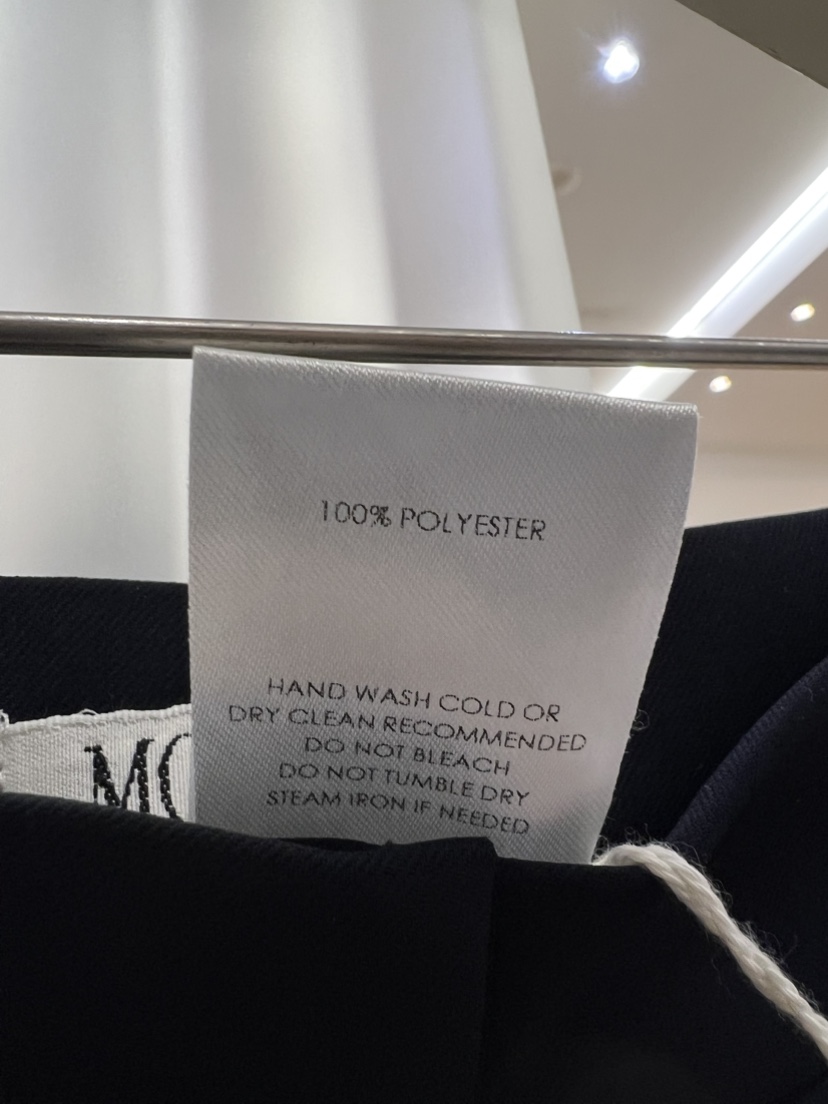 100% POLYESTER
HAND WASH COLD OR
DRY CLEAN RECOMMENDED
DO NOT BLEACH
DO NOT TUMBLE DRY
STEAM IRON IF NEEDED